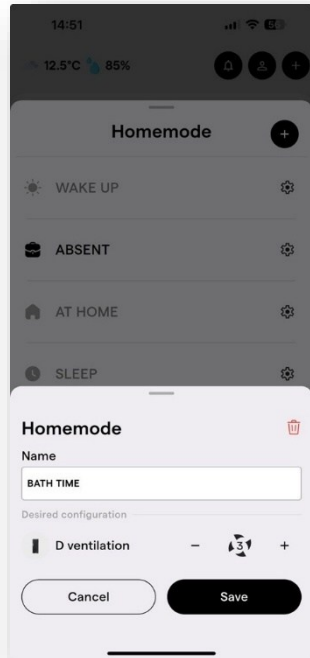 14:51
12.5°C 85%
Homemode
WAKE UP
ABSENT
AT HOME
SLEEP
Homemode
Name
BATH TIME
Desired configuration
D ventilation - 3 +
Cancel Save